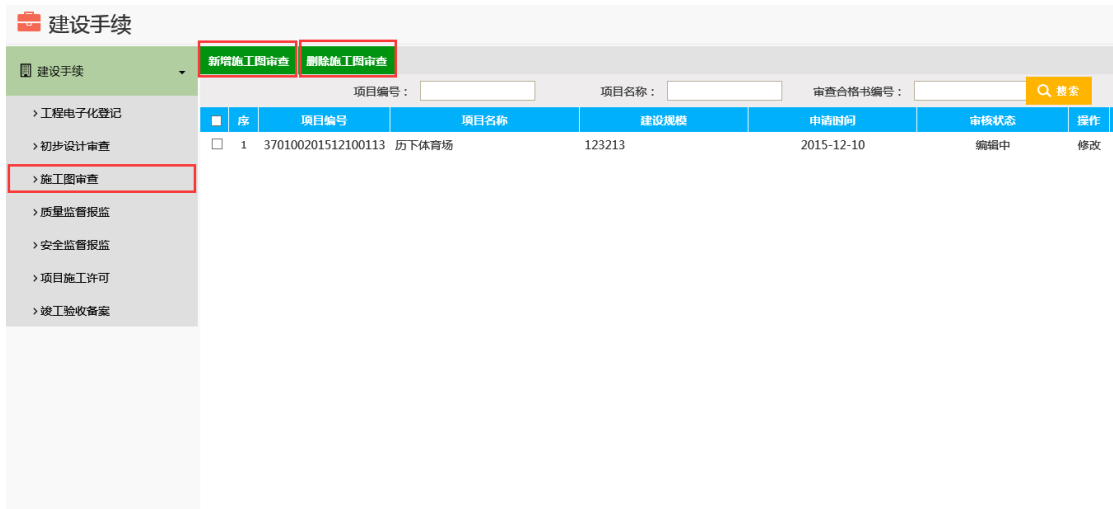 建设手续
建设手续
>工程电子化登记
>初步设计审查
>施工图审查
>质量监督报监
>安全监督报监
>项目施工许可
>竣工验收备案
新增施工图审查 删除施工图审查
项目编号： 项目名称： 审查合格书编号： 搜索
序 项目编号 项目名称 建设规模 申请时间 审核状态 操作
1 370100201512100113 历下体育场 123213 2015-12-10 编辑中 修改